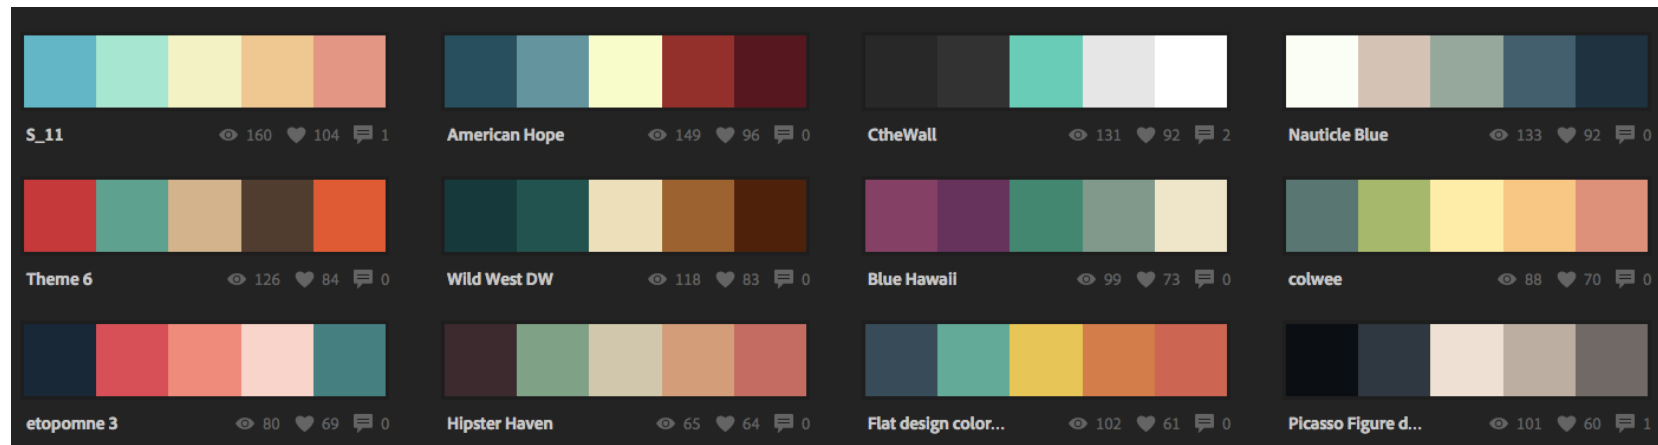 S_11 160 104 1 American Hope 149 96 0 CtheWall 131 92 2 Nauticle Blue 133 92 0
Theme 6 126 84 0 Wild West DW 118 83 0 Blue Hawaii 99 73 0 colwee 88 70 0
etopomne 3 80 69 0 Hipster Haven 65 64 0 Flat design color... 102 61 0 Picasso Figure d... 101 60 1